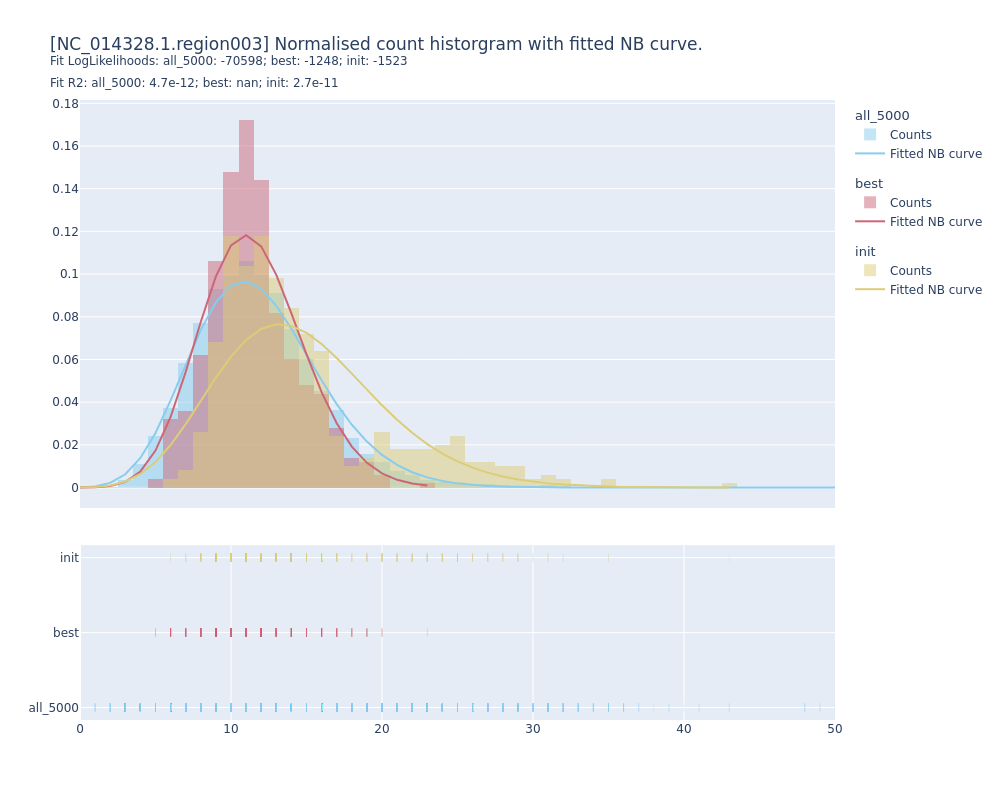 [NC_014328.1.region003] Normalised count historgram with fitted NB curve.
Fit LogLikelihoods: all_5000: -70598; best: -1248; init: -1523
Fit R2: all_5000: 4.7e-12; best: nan; init: 2.7e-11
0.18
0.16
0.14
0.12
0.1
0.08
0.06
0.04
0.02
0
all_5000
Counts
Fitted NB curve
best
Counts
Fitted NB curve
init
Counts
Fitted NB curve
init
best
all_5000
0 10 20 30 40 50